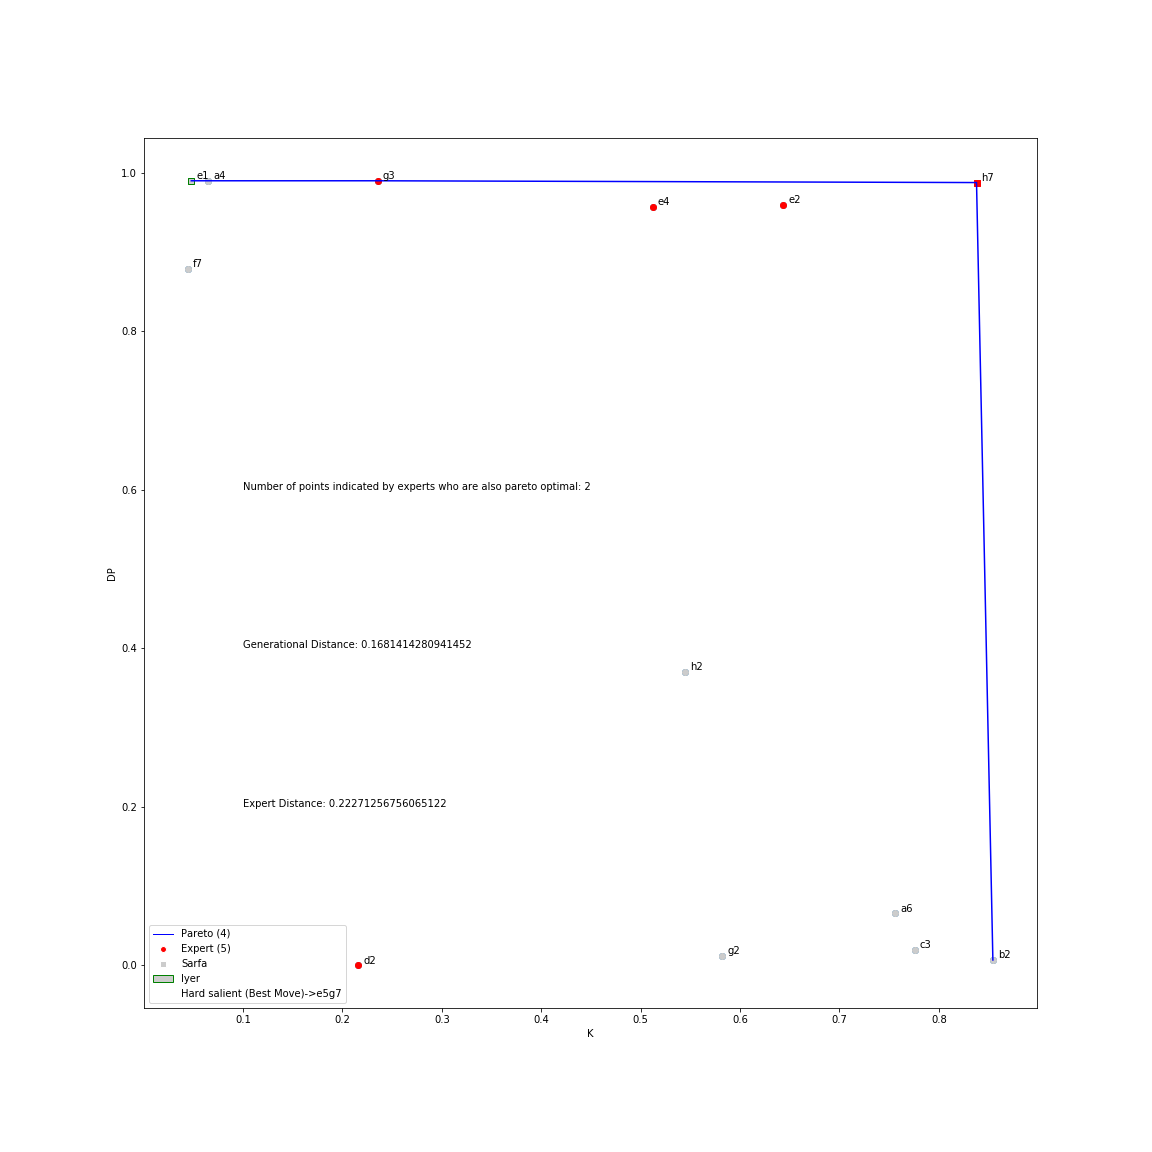 1.0
0.8
0.6
0.4
0.2
0.0
DP
e1
a4
g3
h7
e4
e2
f7
Number of points indicated by experts who are also pareto optimal: 2
Generational Distance: 0.1681414280941452
h2
Expert Distance: 0.22271256756065122
a6
c3
g2
b2
d2
Pareto (4)
Expert (5)
Sarfa
Iyer
Hard salient (Best Move)->e5g7
0.1 0.2 0.3 0.4 0.5 0.6 0.7 0.8
K